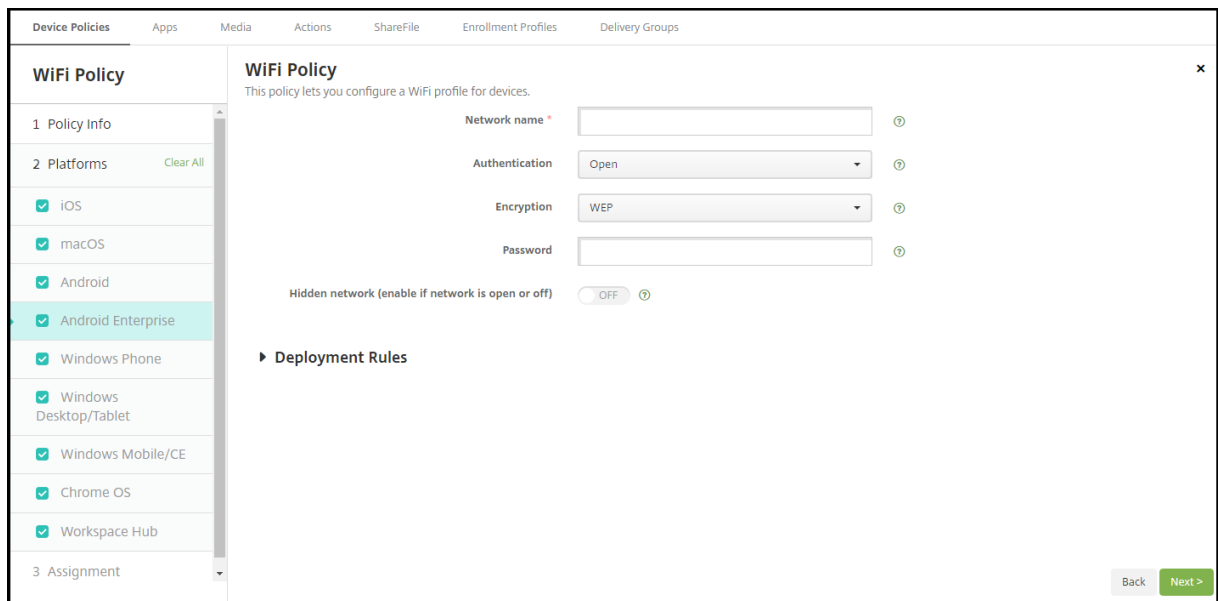 Device Policies Apps Media Actions ShareFile Enrollment Profiles Delivery Groups
WiFi Policy
1 Policy Info
2 Platforms Clear All
iOS
macOS
Android
Android Enterprise
Windows Phone
Windows
Desktop/Tablet
Windows Mobile/CE
Chrome OS
Workspace Hub
3 Assignment
WiFi Policy
This policy lets you configure a WiFi profile for devices.
Network name *
Authentication Open
Encryption WEP
Password
Hidden network (enable if network is open or off) OFF
Deployment Rules
Back Next >